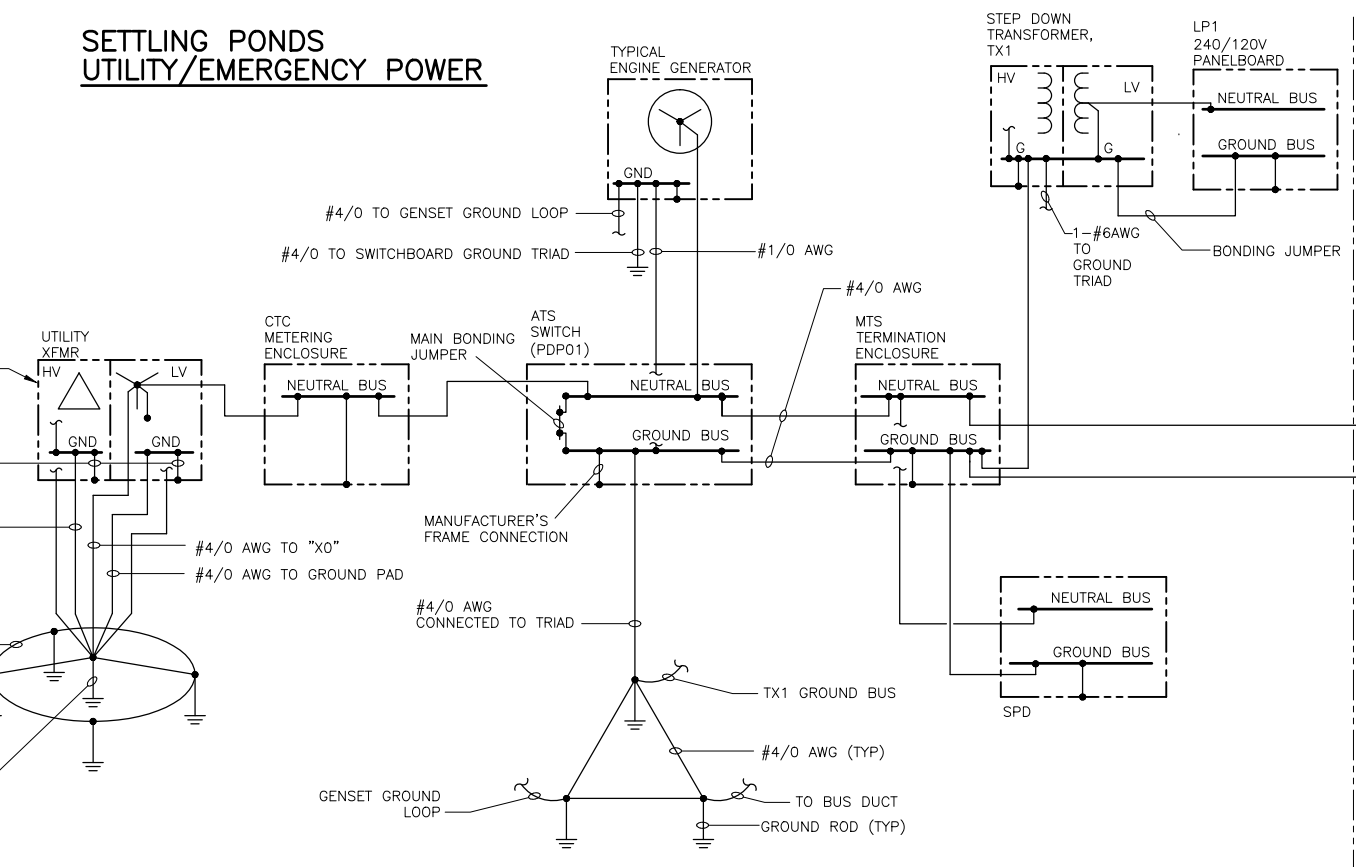 SETTLING PONDS
UTILITY/EMERGENCY POWER
TYPICAL
ENGINE GENERATOR
GND
#4/0 TO GENSET GROUND LOOP
#4/0 TO SWITCHBOARD GROUND TRIAD
#1/0 AWG
STEP DOWN
TRANSFORMER,
TX1
HV
LV
G
G
LP1
240/120V
PANELBOARD
NEUTRAL BUS
GROUND BUS
1-#6AWG
TO
GROUND
TRIAD
BONDING JUMPER
#4/0 AWG
UTILITY
XFMR
HV
LV
GND
GND
CTC
METERING
ENCLOSURE
NEUTRAL BUS
MAIN BONDING
JUMPER
ATS
SWITCH
(PDP01)
NEUTRAL BUS
GROUND BUS
MTS
TERMINATION
ENCLOSURE
NEUTRAL BUS
GROUND BUS
MANUFACTURER'S
FRAME CONNECTION
#4/0 AWG TO "X0"
#4/0 AWG TO GROUND PAD
#4/0 AWG
CONNECTED TO TRIAD
NEUTRAL BUS
GROUND BUS
SPD
TX1 GROUND BUS
#4/0 AWG (TYP)
GENSET GROUND
LOOP
TO BUS DUCT
GROUND ROD (TYP)